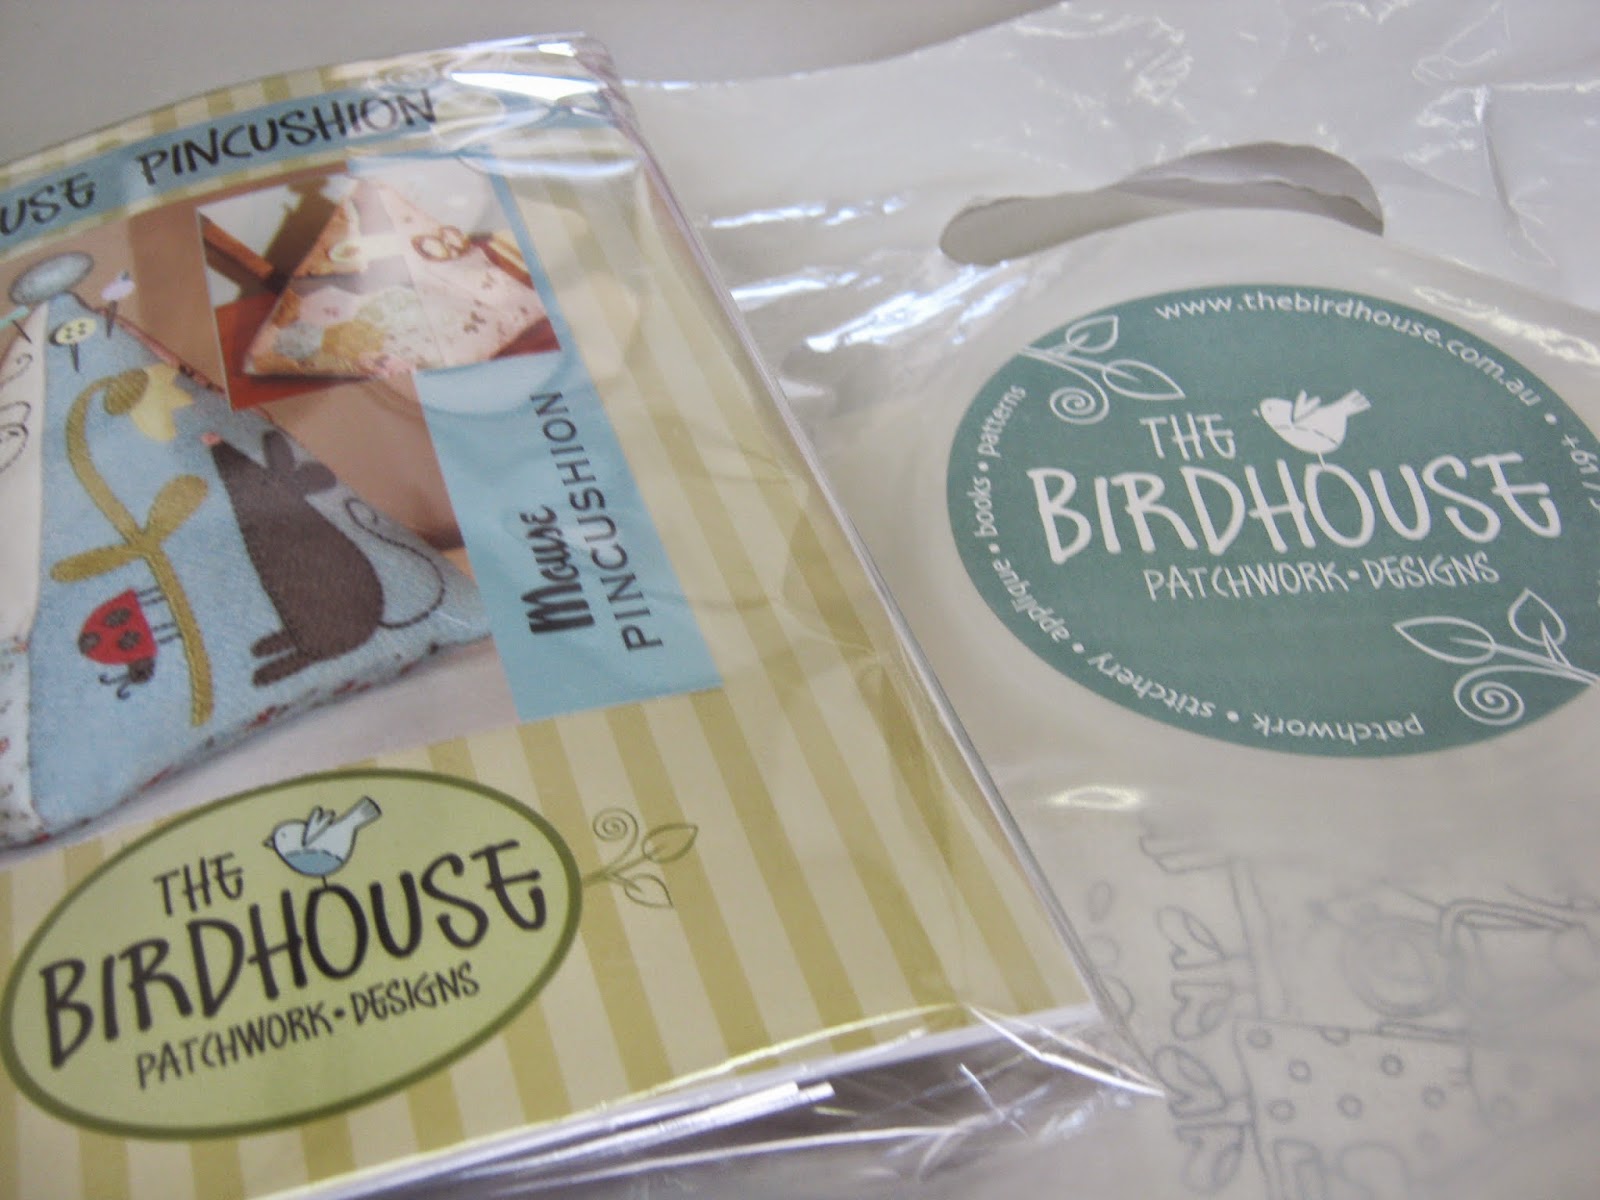 USE PINCUSHION
Mouse
PINCUSHION
THE
BIRDHOUSE
PATCHWORK • DESIGNS
www.thebirdhouse.com.au •
THE
BIRDHOUSE
PATCHWORK • DESIGNS
patchwork • stitchery • applique • books • patterns